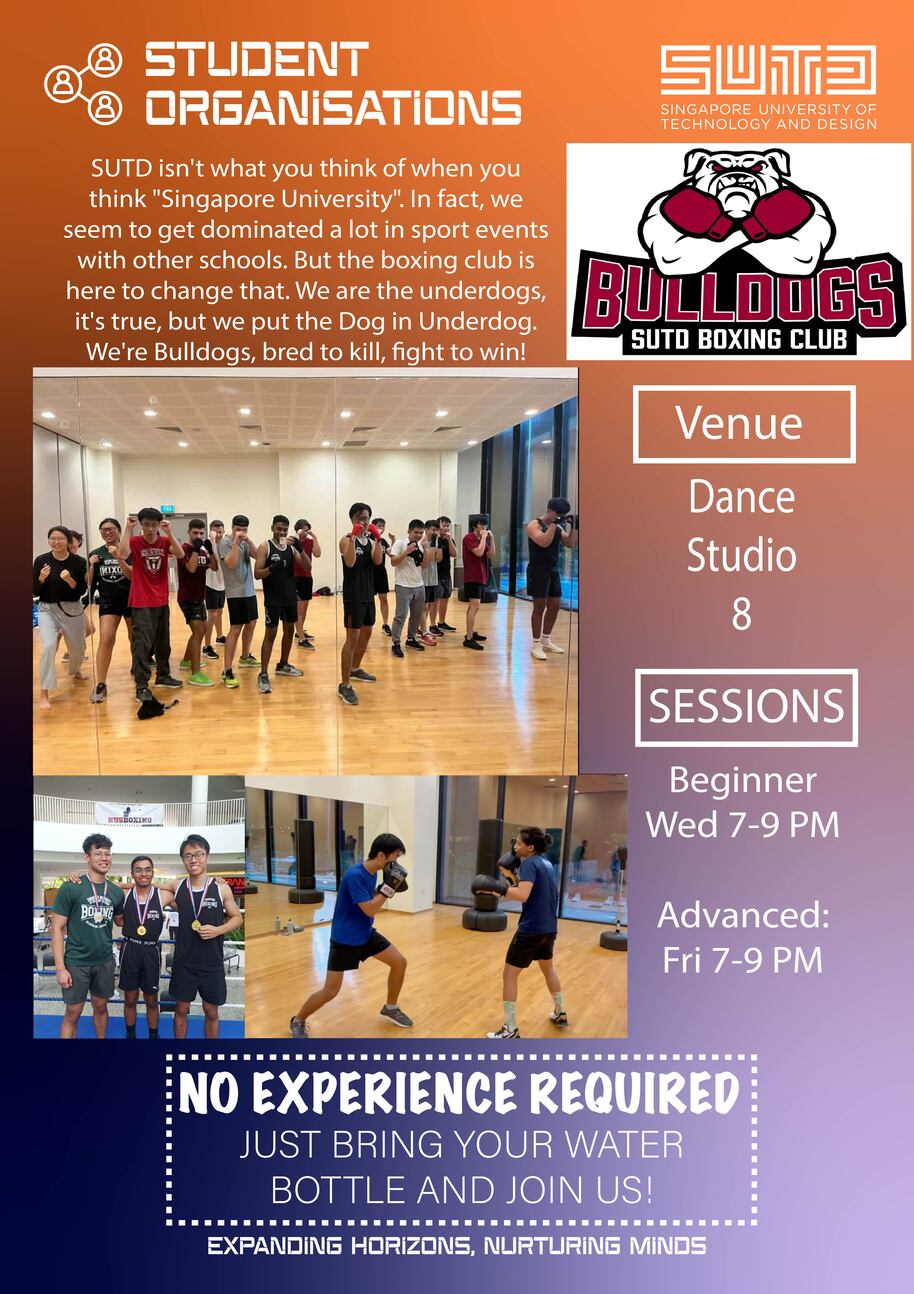 STUDENT
ORGANISATIONS
SUTD
SINGAPORE UNIVERSITY OF
TECHNOLOGY AND DESIGN
SUTD isn't what you think of when you
think "Singapore University". In fact, we
seem to get dominated a lot in sport events
with other schools. But the boxing club is
here to change that. We are the underdogs,
it's true, but we put the Dog in Underdog.
We're Bulldogs, bred to kill, fight to win!
BULLDOGS
SUTD BOXING CLUB
Venue
Dance
Studio
8
SESSIONS
Beginner
Wed 7-9 PM
Advanced:
Fri 7-9 PM
NUSBOXING
BOXING
NO EXPERIENCE REQUIRED
JUST BRING YOUR WATER
BOTTLE AND JOIN US!
EXPANDING HORIZONS, NURTURING MINDS